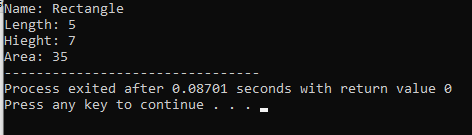 Name: Rectangle
Length: 5
Hieght: 7
Area: 35
--------------------------------
Process exited after 0.08701 seconds with return value 0
Press any key to continue . . .